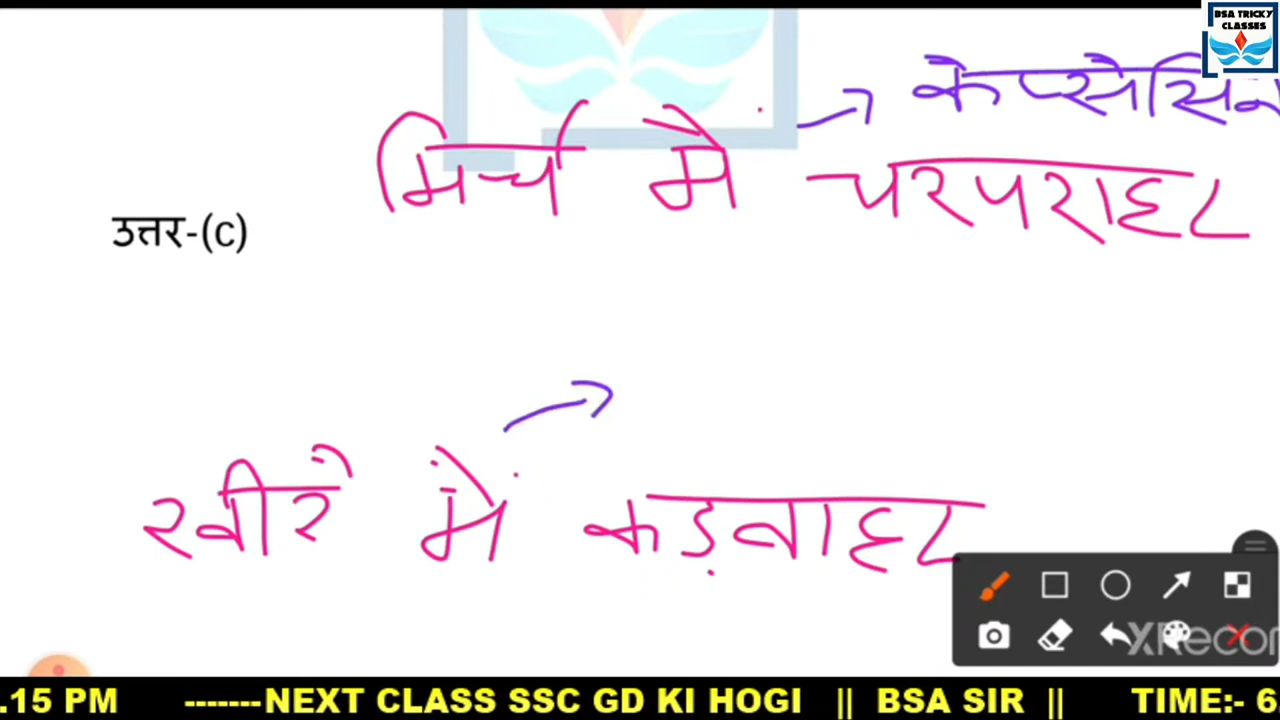 BSA TRICKY
CLASSES
केप्सेसिन
मिर्च में चरपराहट
उत्तर-(c)
खीरे में कड़वाहट
XRecor
.15 PM -------NEXT CLASS SSC GD KI HOGI || BSA SIR || TIME:- 6